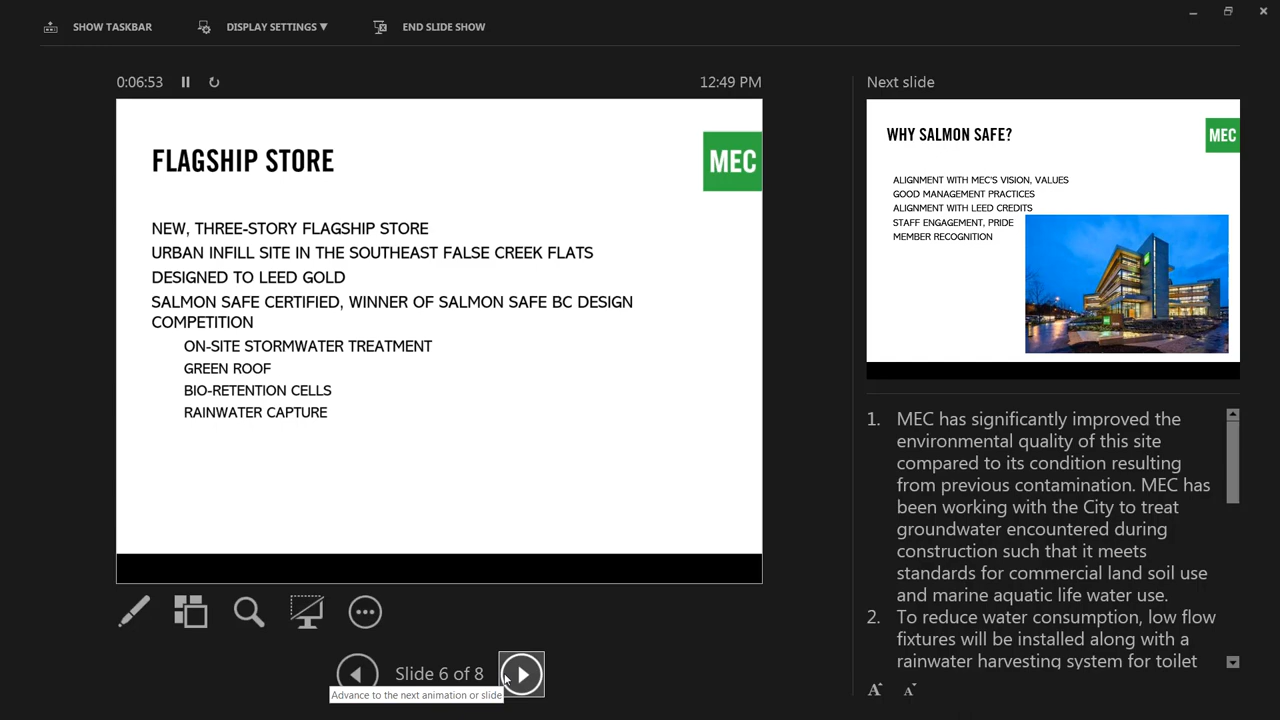 SHOW TASKBAR
DISPLAY SETTINGS ▼
END SLIDE SHOW
0:06:53
12:49 PM
FLAGSHIP STORE
MEC
NEW, THREE-STORY FLAGSHIP STORE
URBAN INFILL SITE IN THE SOUTHEAST FALSE CREEK FLATS
DESIGNED TO LEED GOLD
SALMON SAFE CERTIFIED, WINNER OF SALMON SAFE BC DESIGN
COMPETITION
ON-SITE STORMWATER TREATMENT
GREEN ROOF
BIO-RETENTION CELLS
RAINWATER CAPTURE
Slide 6 of 8
Advance to the next animation or slide
Next slide
WHY SALMON SAFE?
MEC
ALIGNMENT WITH MEC'S VISION, VALUES
GOOD MANAGEMENT PRACTICES
ALIGNMENT WITH LEED CREDITS
STAFF ENGAGEMENT, PRIDE
MEMBER RECOGNITION
1. MEC has significantly improved the
environmental quality of this site
compared to its condition resulting
from previous contamination. MEC has
been working with the City to treat
groundwater encountered during
construction such that it meets
standards for commercial land soil use
and marine aquatic life water use.
2. To reduce water consumption, low flow
fixtures will be installed along with a
rainwater harvesting system for toilet
A A